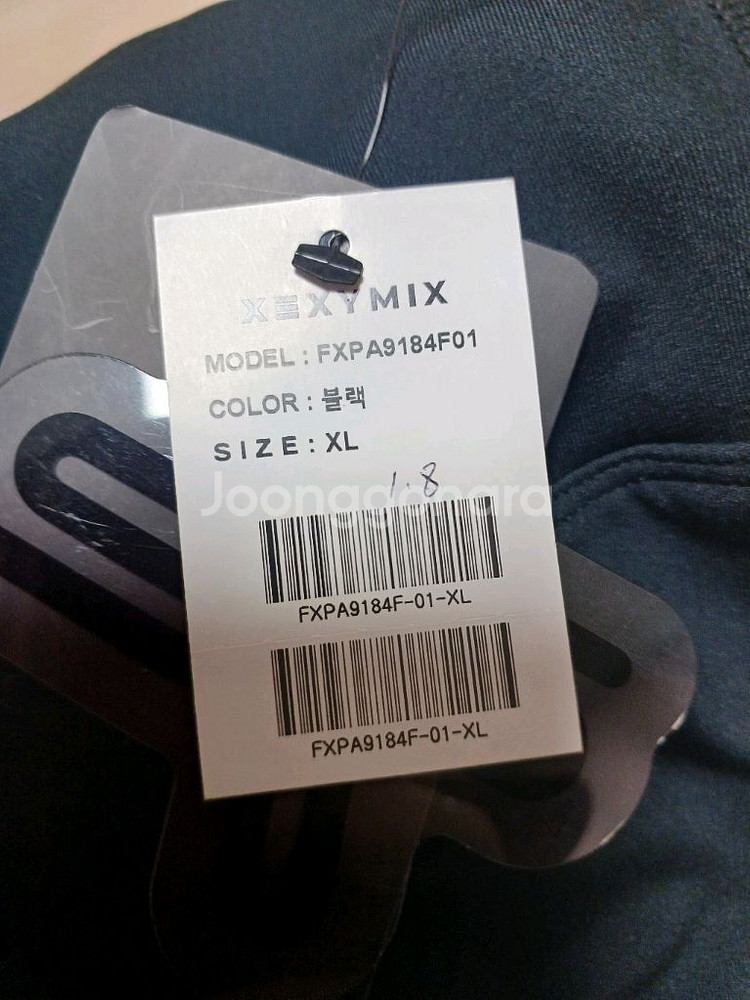 XEXYMIX
MODEL : FXPA9184F01
COLOR : 블랙
SIZE : XL
1.8
Joonggonara
FXPA9184F-01-XL
FXPA9184F-01-XL